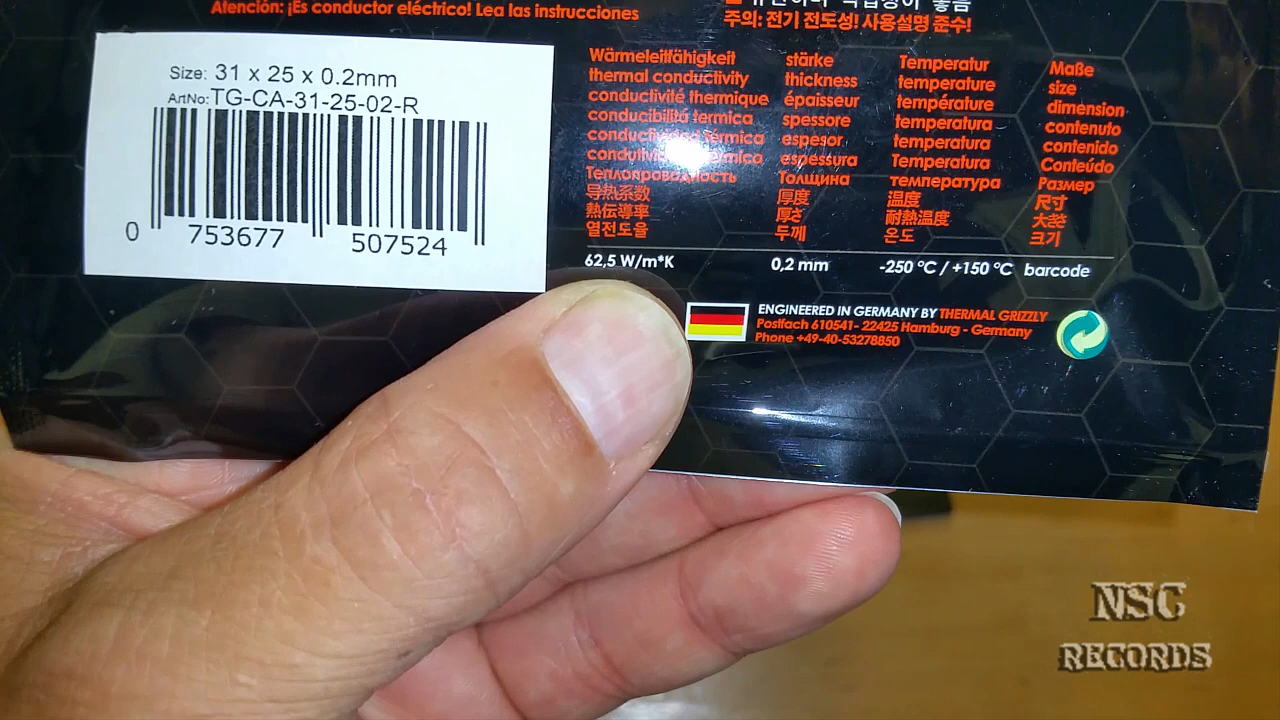 Atención: ¡Es conductor eléctrico! Lea las instrucciones
주의: 전기 전도성! 사용설명 준수!
Size: 31 x 25 x 0.2mm
ArtNo: TG-CA-31-25-02-R
0 753677 507524
Wärmeleitfähigkeit stärke Temperatur Maße
thermal conductivity thickness temperature size
conductivité thermique épaisseur température dimension
conducibilitá termica spessore temperatura contenuto
conductividad térmica espesor temperatura contenido
térmica espessura Temperatura Conteúdo
Теплопроводность Толщина температура Размер
导热系数 厚度 温度 尺寸
熱伝導率 厚さ 耐熱温度 大きさ
열전도율 두께 온도 크기
62,5 W/m*K 0,2 mm -250 °C / +150 °C barcode
ENGINEERED IN GERMANY BY THERMAL GRIZZLY
Postfach 610541- 22425 Hamburg - Germany
Phone +49-40-53278850
NSC
RECORDS